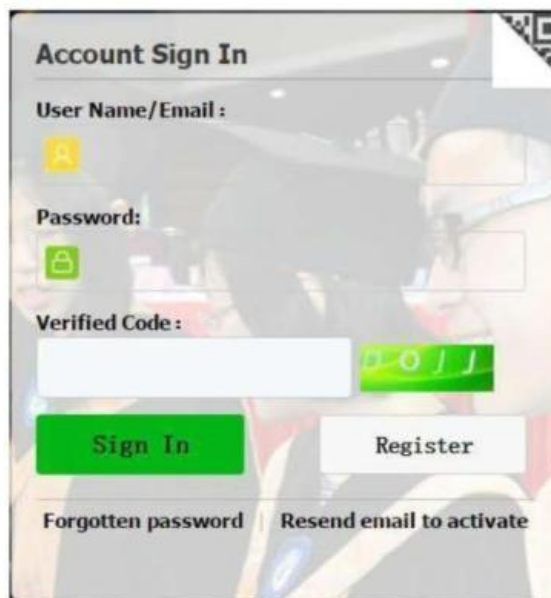 Account Sign In
User Name/Email :
Password:
Verified Code :
Sign In Register
Forgotten password | Resend email to activate